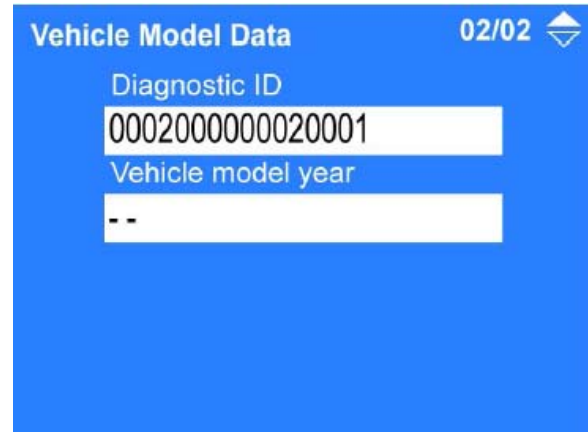 Vehicle Model Data 02/02
Diagnostic ID
0002000000020001
Vehicle model year
- -